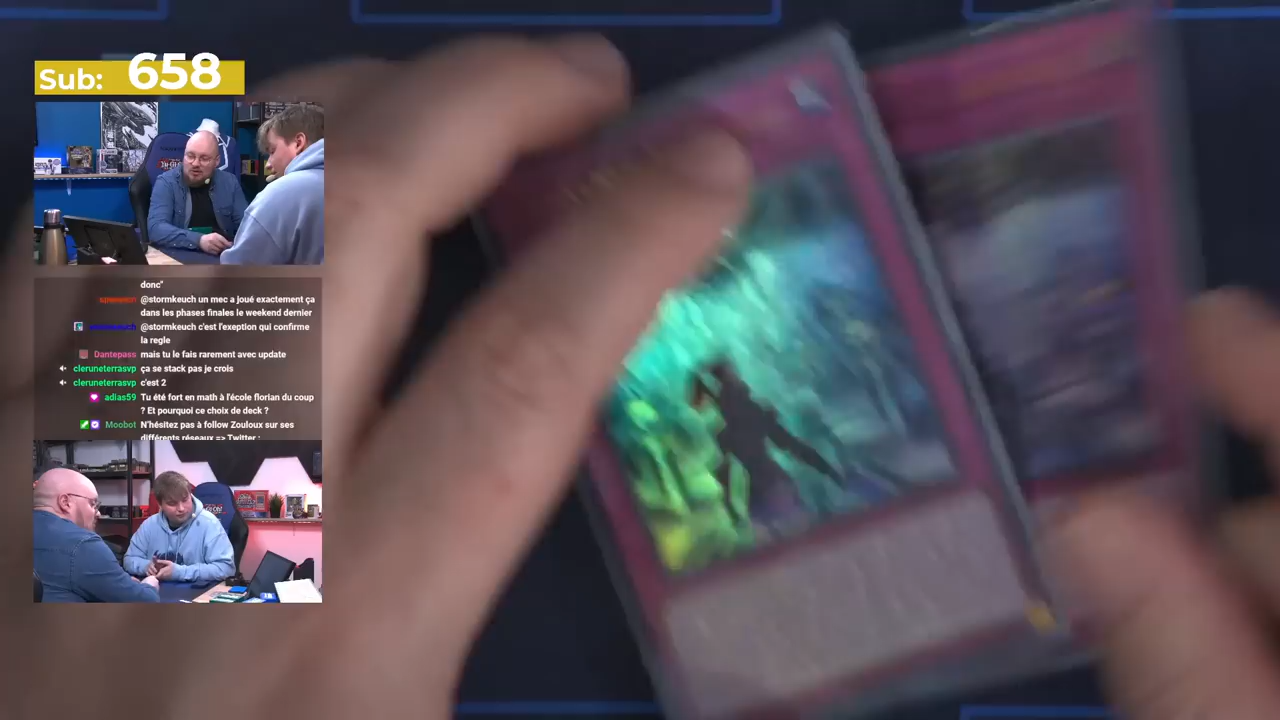 Sub: 658
donc"
@stormkeuch un mec a joué exactement ça
dans les phases finales le weekend dernier
@stormkeuch c'est l'exeption qui confirme
la regle
Dantepass mais tu le fais rarement avec update
cleruneterrasvp ça se stack pas je crois
cleruneterrasvp c'est 2
adias59 Tu été fort en math à l'école florian du coup
? Et pourquoi ce choix de deck ?
Moobot N'hésitez pas à follow Zouloux sur ses
différents réseaux => Twitter :